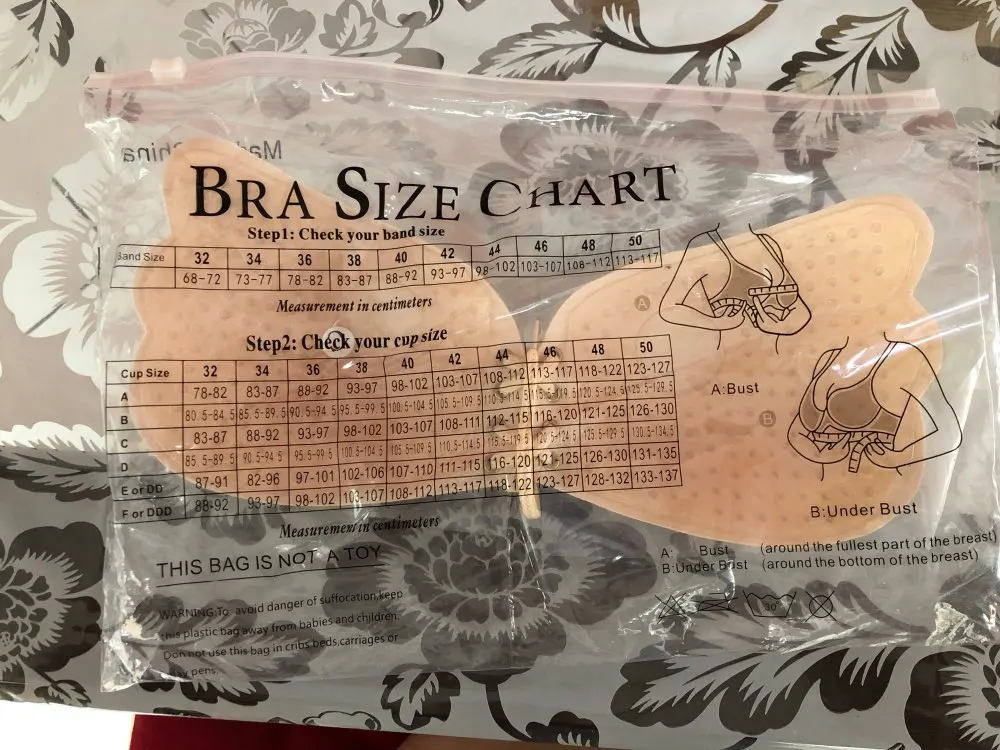 Made China
BRA SIZE CHART
Step1: Check your band size
Band Size 32 34 36 38 40 42 44 46 48 50
68-72 73-77 78-82 83-87 88-92 93-97 98-102 103-107 108-112 113-117
Measurement in centimeters
Step2: Check your cup size
Cup Size 32 34 36 38 40 42 44 46 48 50
A 78-82 83-87 88-92 93-97 98-102 103-107 108-112 113-117 118-122 123-127
B 80.5-84.5 85.5-89.5 90.5-94.5 95.5-99.5 100.5-104.5 105.5-109.5 110.5-114.5 115.5-119.5 120.5-124.5 125.5-129.5
C 83-87 88-92 93-97 98-102 103-107 108-111 112-115 116-120 121-125 126-130
D 85.5-89.5 90.5-94.5 95.5-99.5 100.5-104.5 105.5-109.5 110.5-114.5 115.5-119.5 120.5-124.5 125.5-129.5 130.5-134.5
E or DD 87-91 82-96 97-101 102-106 107-110 111-115 116-120 121-125 126-130 131-135
F or DDD 88-92 93-97 98-102 103-107 108-112 113-117 118-122 123-127 128-132 133-137
Measurement in centimeters
A
B
A:Bust
B:Under Bust
A: Bust (around the fullest part of the breast)
B:Under Bust (around the bottom of the breast)
30°
THIS BAG IS NOT A TOY
WARNING:To avoid danger of suffocation,keep
this plastic bag away from babies and children.
Don not use this bag in cribs,beds,carriages or
pens.